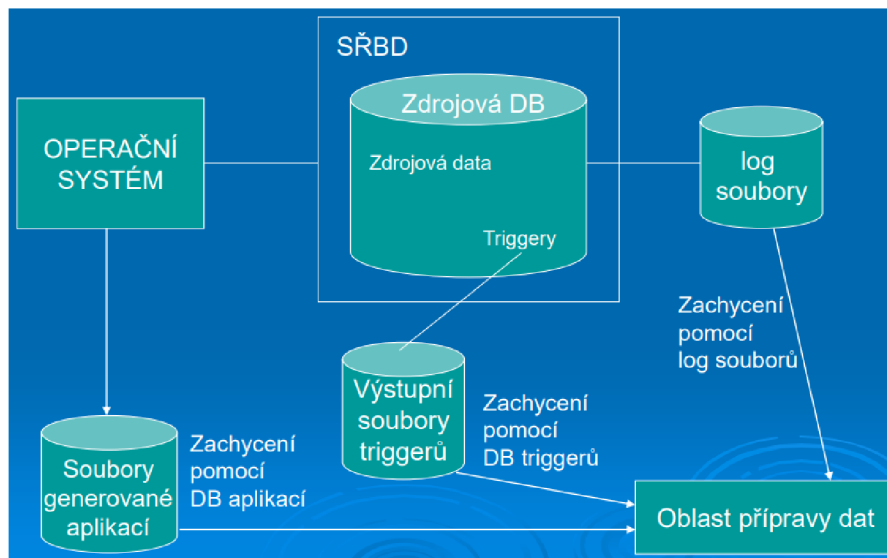 SŘBD
Zdrojová DB
OPERAČNÍ
SYSTÉM
Zdrojová data
log
soubory
Triggery
Zachycení
pomocí
log souborů
Výstupní
soubory
triggerů
Zachycení
pomocí
DB triggerů
Zachycení
pomocí
DB aplikací
Soubory
generované
aplikací
Oblast přípravy dat